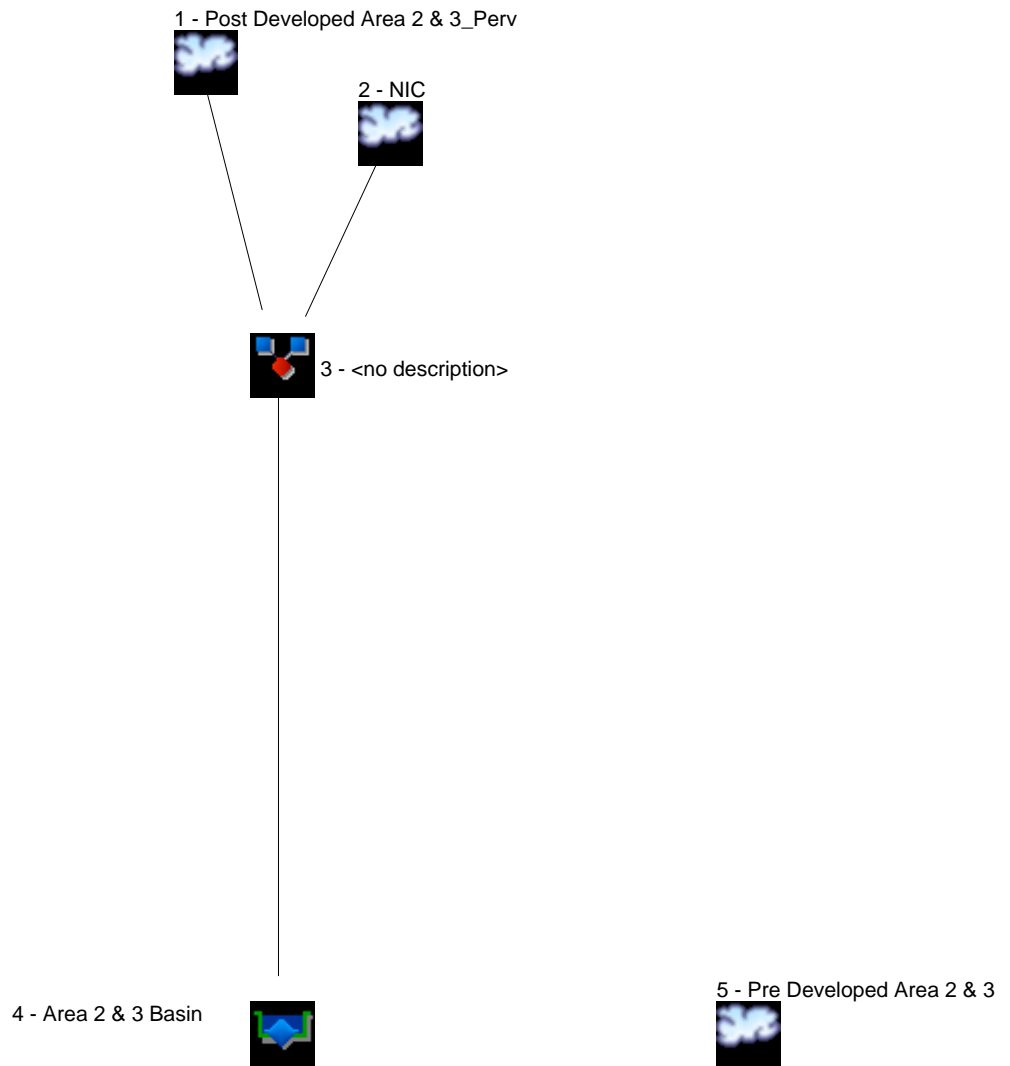 1 - Post Developed Area 2 & 3_Perv
2 - NIC
3 - <no description>
4 - Area 2 & 3 Basin
5 - Pre Developed Area 2 & 3